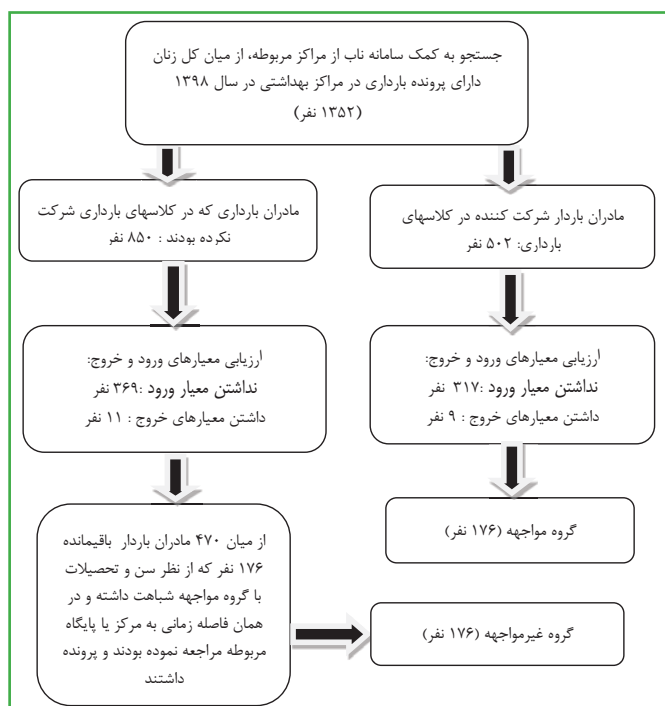 جستجو به کمک سامانه ناب از مراکز مربوطه، از میان کل زنان
دارای پرونده بارداری در مراکز بهداشتی در سال ۱۳۹۸
(۱۳۵۲ نفر)
مادران باردار شرکت کننده در کلاسهای
بارداری: ۵۰۲ نفر
مادران بارداری که در کلاسهای بارداری شرکت
نکرده بودند : ۸۵۰ نفر
ارزیابی معیارهای ورود و خروج:
نداشتن معیار ورود :۳۱۷ نفر
داشتن معیارهای خروج : ۹ نفر
ارزیابی معیارهای ورود و خروج:
نداشتن معیار ورود :۳۶۹ نفر
داشتن معیارهای خروج : ۱۱ نفر
گروه مواجهه (۱۷۶ نفر)
از میان ۴۷۰ مادران باردار باقیمانده
۱۷۶ نفر که از نظر سن و تحصیلات
با گروه مواجهه شباهت داشته و در
همان فاصله زمانی به مرکز یا پایگاه
مربوطه مراجعه نموده بودند و پرونده
داشتند
گروه غیرمواجهه (۱۷۶ نفر)